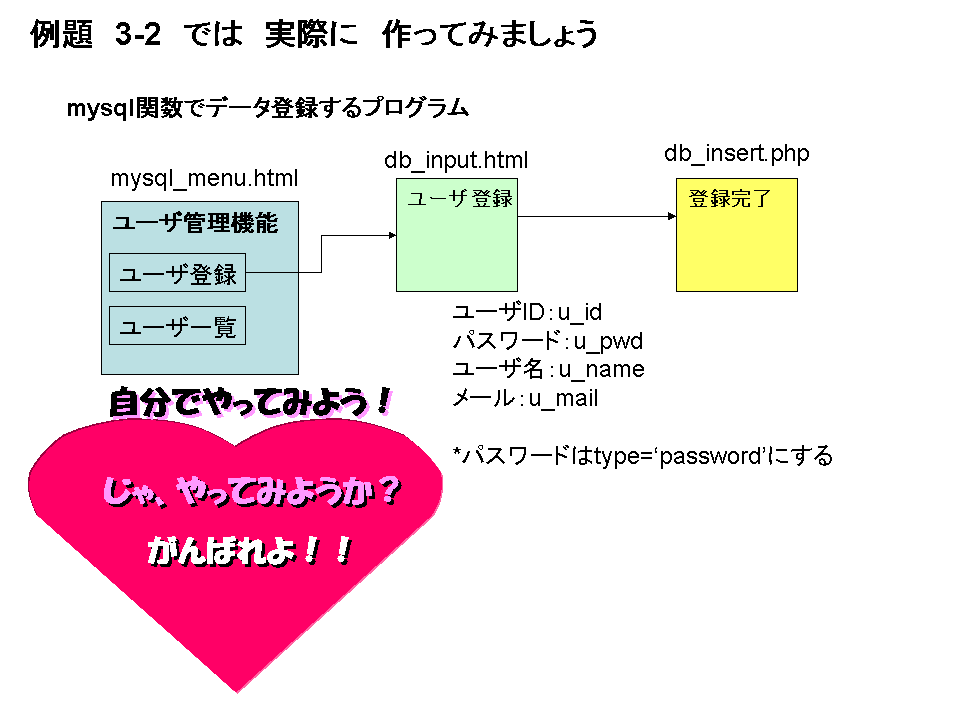 例題 3-2 では 実際に 作ってみましょう
mysql関数でデータ登録するプログラム
mysql_menu.html
ユーザ管理機能
ユーザ登録
ユーザ一覧
db_input.html
ユーザ登録
db_insert.php
登録完了
ユーザID：u_id
パスワード：u_pwd
ユーザ名：u_name
メール：u_mail
*パスワードはtype=‘password’にする
自分でやってみよう！
じゃ、やってみようか？
がんばれよ！！